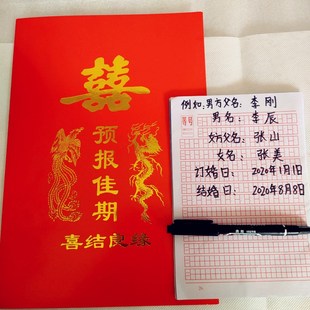 囍
预报佳期
喜结良缘
例如,男方父名:李刚
男名:李辰
女方父名:张山
女名:张美
订婚日:2020年1月1日
结婚日:2020年8月8日